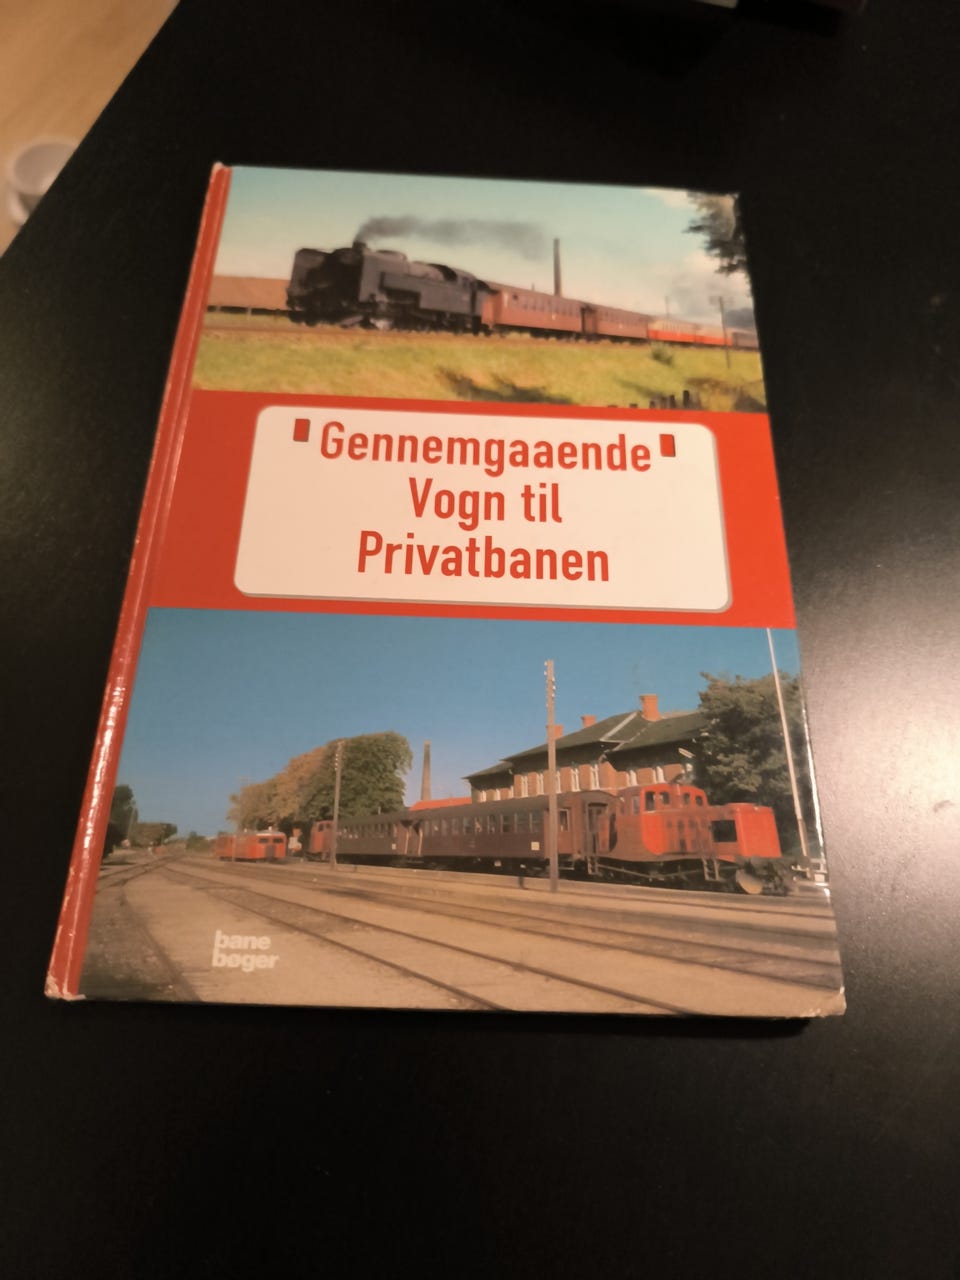 Gennemgaaende
Vogn til
Privatbanen
bane
bøger